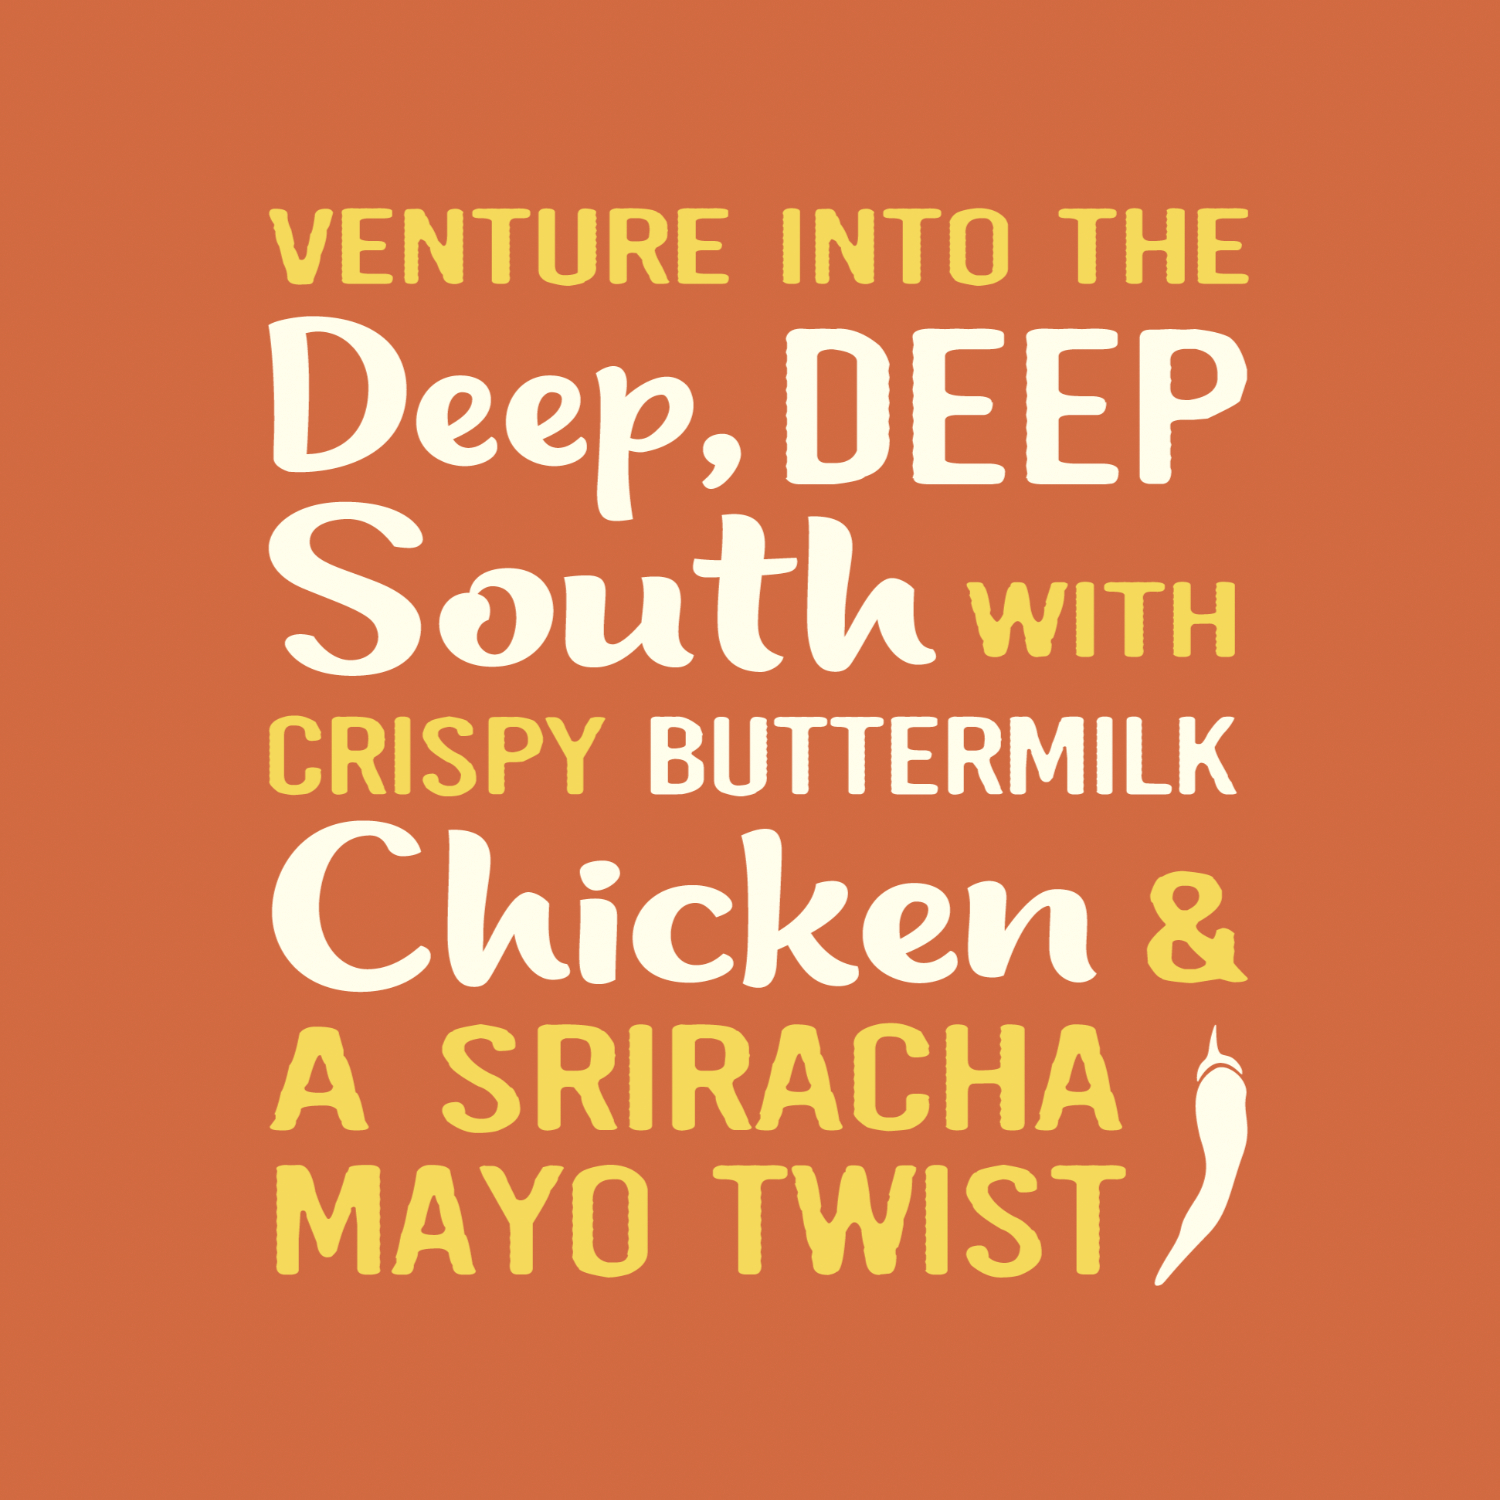 VENTURE INTO THE
Deep, DEEP
South WITH
CRISPY BUTTERMILK
Chicken &
A SRIRACHA
MAYO TWIST